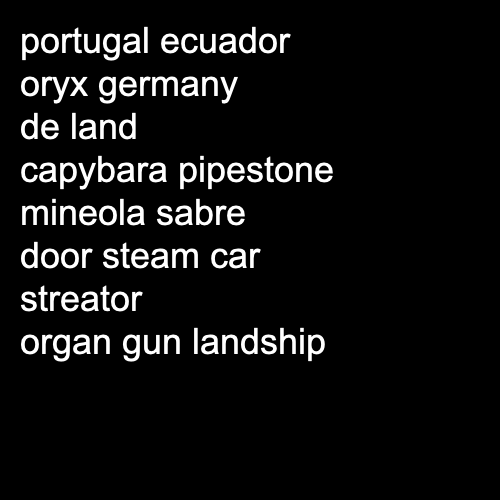 portugal ecuador
oryx germany
de land
capybara pipestone
mineola sabre
door steam car
streator
organ gun landship